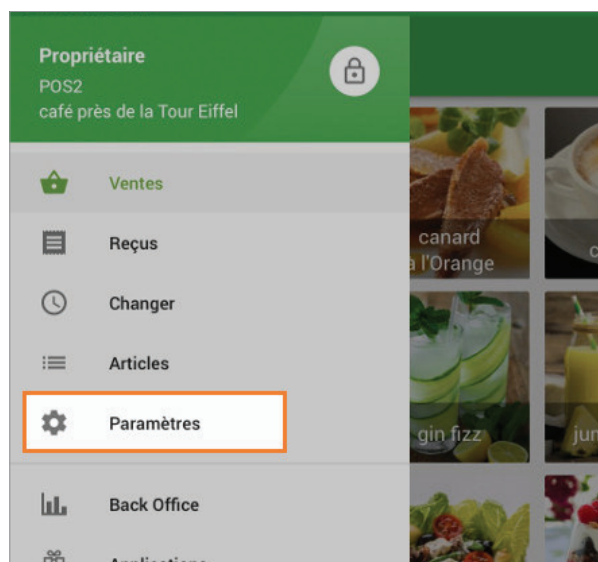 Propriétaire
POS2
café près de la Tour Eiffel
Ventes
Reçus
Changer
Articles
Paramètres
Back Office
Applications
canard
à l'Orange
gin fizz